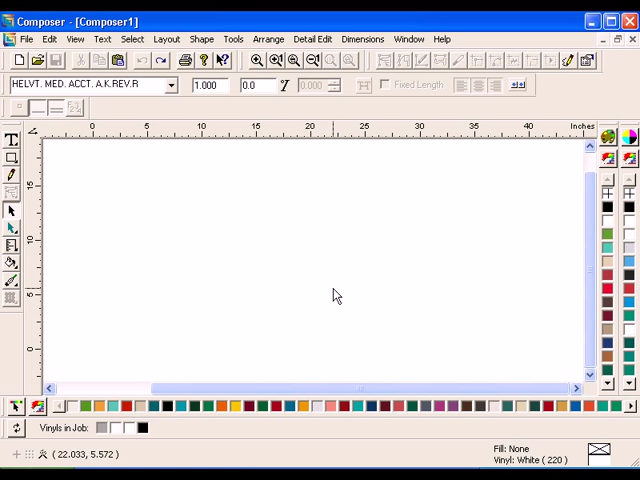 Composer - [Composer1]
File Edit View Text Select Layout Shape Tools Arrange Detail Edit Dimensions Window Help
HELVT. MED. ACCT. A.K.REV.R 1.000 0.0 °T 0.000 Fixed Length
0 5 10 15 20 25 30 35 40 Inches
15
10
5
0
Vinyls in Job:
( 22.033, 5.572 )
Fill: None
Vinyl: White ( 220 )